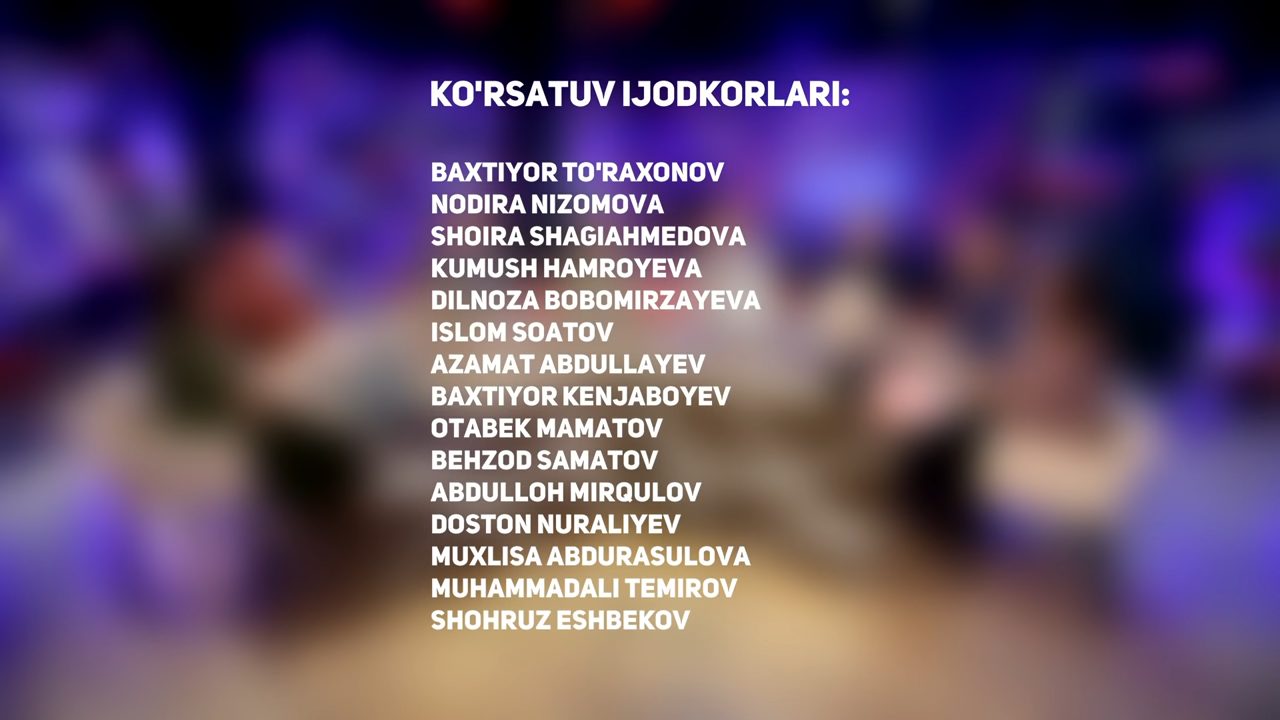 KO'RSATUV IJODKORLARI:
BAXTIYOR TO'RAXONOV
NODIRA NIZOMOVA
SHOIRA SHAGIAHMEDOVA
KUMUSH HAMROYEVA
DILNOZA BOBOMIRZAYEVA
ISLOM SOATOV
AZAMAT ABDULLAYEV
BAXTIYOR KENJABOYEV
OTABEK MAMATOV
BEHZOD SAMATOV
ABDULLOH MIRQULOV
DOSTON NURALIYEV
MUXLISA ABDURASULOVA
MUHAMMADALI TEMIROV
SHOHRUZ ESHBEKOV